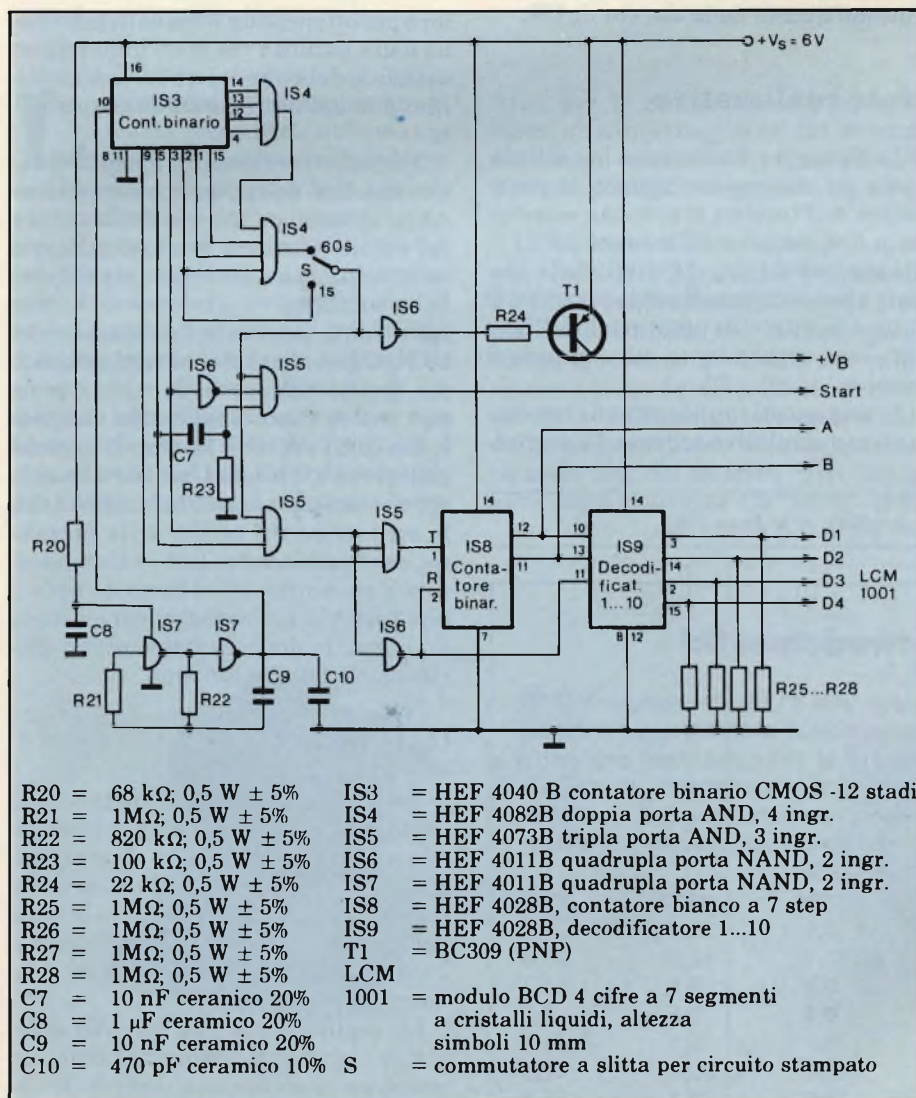 +Vs = 6V
16
IS3
Cont. binario
10
14
13
12
4
8
11
9
5
3
2
1
15
IS4
IS4
60s
S
1s
IS6
R24
T1
+VB
Start
A
B
IS6
IS5
C7
R23
IS5
IS5
T
1
R
2
14
IS8
Conta-
tore
binar.
12
11
7
10
13
11
14
IS9
Decodi-
ficat.
1...10
3
14
2
15
8
12
D1
D2
D3
D4
LCM
1001
R20
C8
IS7
IS7
IS6
R21
R22
C9
C10
R25...R28
R20 = 68 kΩ; 0,5 W ± 5% IS3 = HEF 4040 B contatore binario CMOS -12 stadi
R21 = 1MΩ; 0,5 W ± 5% IS4 = HEF 4082B doppia porta AND, 4 ingr.
R22 = 820 kΩ; 0,5 W ± 5% IS5 = HEF 4073B tripla porta AND, 3 ingr.
R23 = 100 kΩ; 0,5 W ± 5% IS6 = HEF 4011B quadrupla porta NAND, 2 ingr.
R24 = 22 kΩ; 0,5 W ± 5% IS7 = HEF 4011B quadrupla porta NAND, 2 ingr.
R25 = 1MΩ; 0,5 W ± 5% IS8 = HEF 4028B, contatore bianco a 7 step
R26 = 1MΩ; 0,5 W ± 5% IS9 = HEF 4028B, decodificatore 1...10
R27 = 1MΩ; 0,5 W ± 5% T1 = BC309 (PNP)
R28 = 1MΩ; 0,5 W ± 5% LCM
C7 = 10 nF ceramico 20% 1001 = modulo BCD 4 cifre a 7 segmenti
C8 = 1 µF ceramico 20% a cristalli liquidi, altezza
C9 = 10 nF ceramico 20% simboli 10 mm
C10 = 470 pF ceramico 10% S = commutatore a slitta per circuito stampato